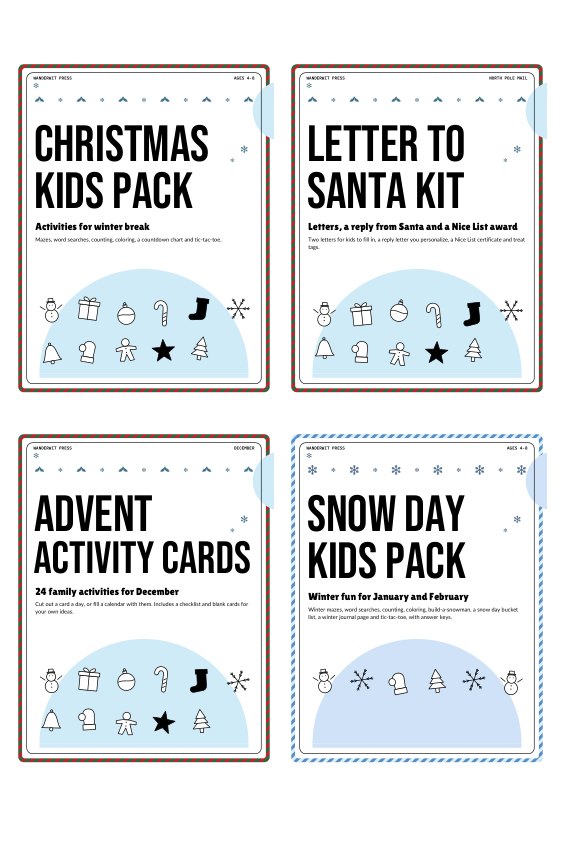 WANDERWIT PRESS
AGES 4-8
CHRISTMAS
KIDS PACK
Activities for winter break
Mazes, word searches, counting, coloring, a countdown chart and tic-tac-toe.
WANDERWIT PRESS
NORTH POLE MAIL
LETTER TO
SANTA KIT
Letters, a reply from Santa and a Nice List award
Two letters for kids to fill in, a reply letter you personalize, a Nice List certificate and treat
tags.
WANDERWIT PRESS
DECEMBER
ADVENT
ACTIVITY CARDS
24 family activities for December
Cut out a card a day, or fill a calendar with them. Includes a checklist and blank cards for
your own ideas.
WANDERWIT PRESS
AGES 4-8
SNOW DAY
KIDS PACK
Winter fun for January and February
Winter mazes, word searches, counting, coloring, build-a-snowman, a snow day bucket
list, a winter journal page and tic-tac-toe, with answer keys.